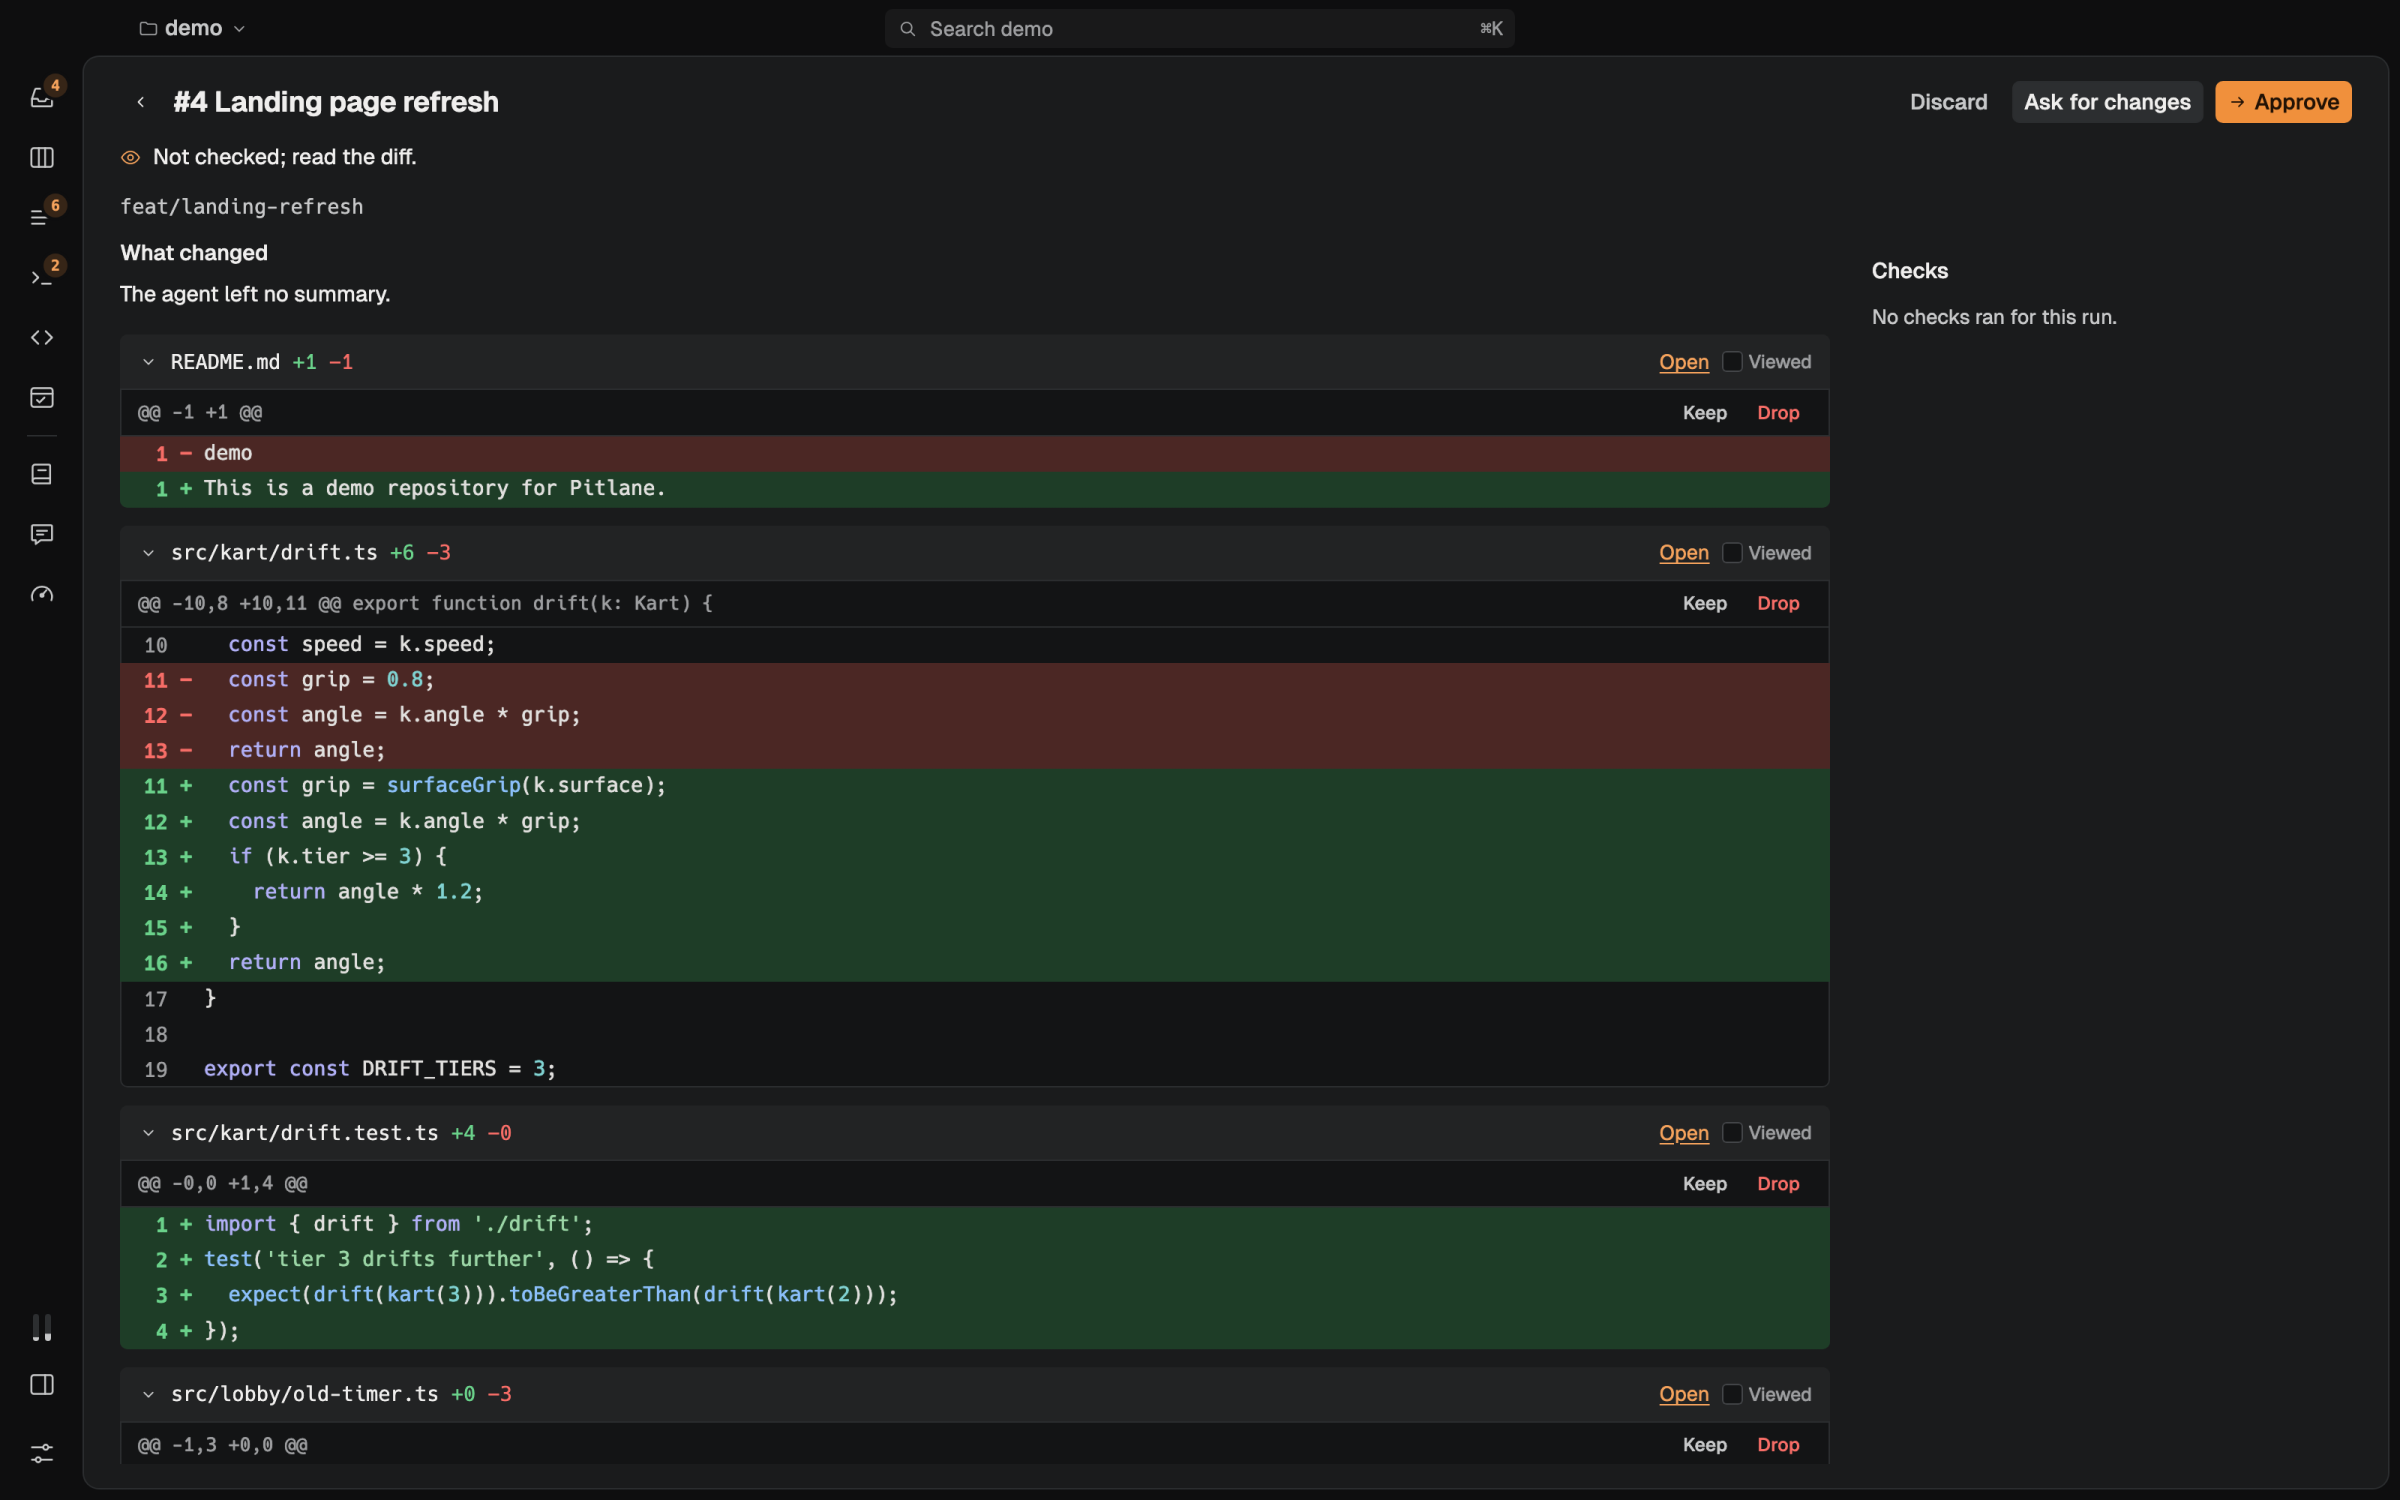 demo
Search demo
⌘K
4
6
2
#4 Landing page refresh
Discard
Ask for changes
→ Approve
Not checked; read the diff.
feat/landing-refresh
What changed
The agent left no summary.
Checks
No checks ran for this run.
README.md +1 −1
Open
Viewed
@@ -1 +1 @@
Keep
Drop
1 − demo
1 + This is a demo repository for Pitlane.
src/kart/drift.ts +6 −3
Open
Viewed
@@ -10,8 +10,11 @@ export function drift(k: Kart) {
Keep
Drop
10 const speed = k.speed;
11 − const grip = 0.8;
12 − const angle = k.angle * grip;
13 − return angle;
11 + const grip = surfaceGrip(k.surface);
12 + const angle = k.angle * grip;
13 + if (k.tier >= 3) {
14 + return angle * 1.2;
15 + }
16 + return angle;
17 }
18
19 export const DRIFT_TIERS = 3;
src/kart/drift.test.ts +4 −0
Open
Viewed
@@ -0,0 +1,4 @@
Keep
Drop
1 + import { drift } from './drift';
2 + test('tier 3 drifts further', () => {
3 + expect(drift(kart(3))).toBeGreaterThan(drift(kart(2)));
4 + });
src/lobby/old-timer.ts +0 −3
Open
Viewed
@@ -1,3 +0,0 @@
Keep
Drop